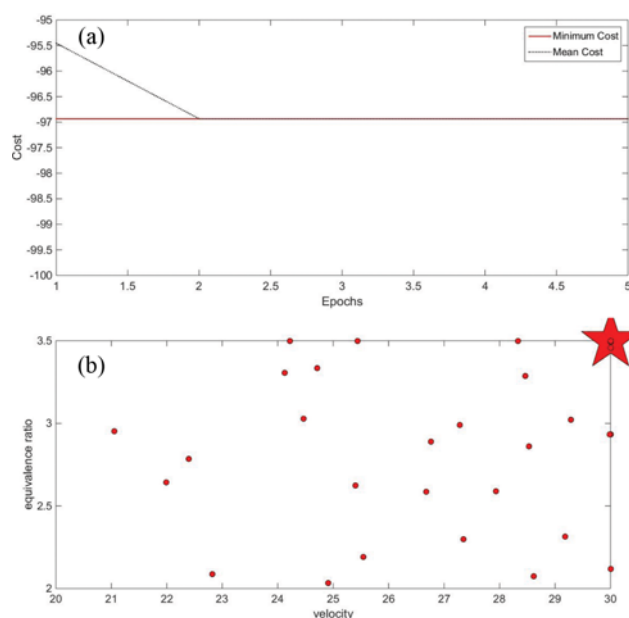 (a)
Minimum Cost
Mean Cost
-95
-95.5
-96
-96.5
-97
-97.5
-98
-98.5
-99
-99.5
-100
Cost
1 1.5 2 2.5 3 3.5 4 4.5 5
Epochs
(b)
3.5
3
2.5
2
equivalence ratio
20 21 22 23 24 25 26 27 28 29 30
velocity